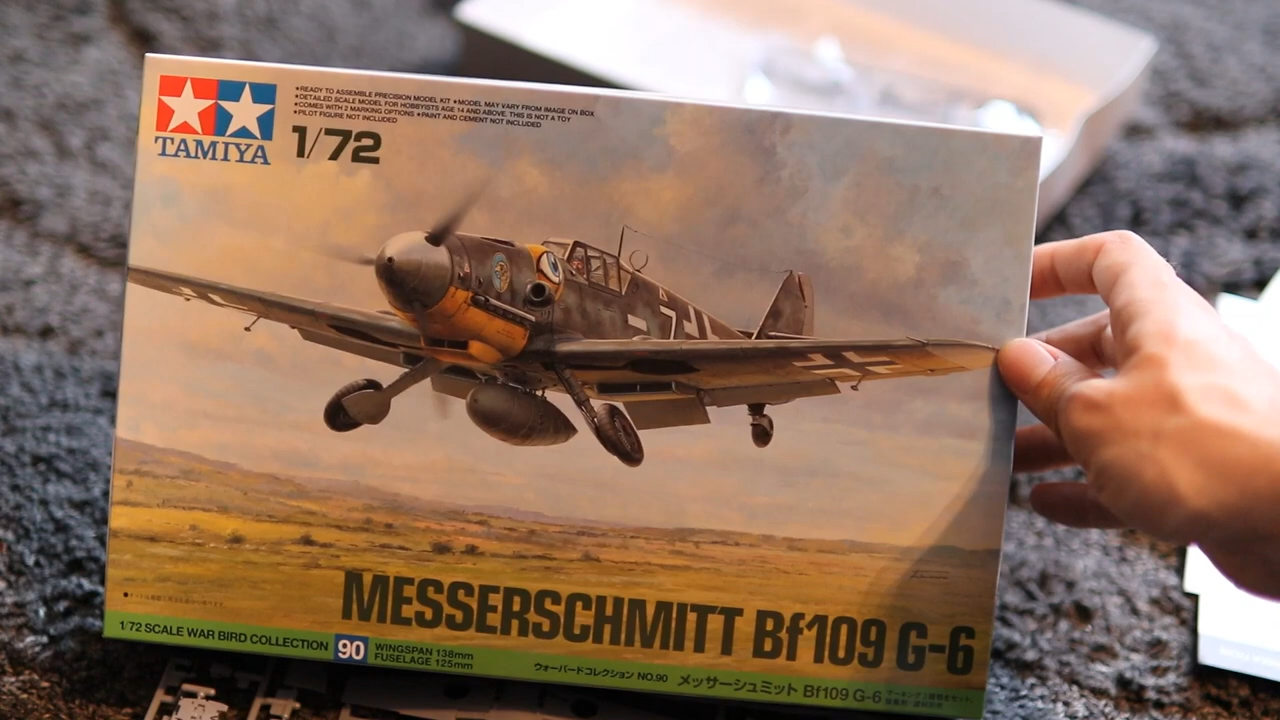 TAMIYA
★READY TO ASSEMBLE PRECISION MODEL KIT ★MODEL MAY VARY FROM IMAGE ON BOX
★DETAILED SCALE MODEL FOR HOBBYISTS AGE 14 AND ABOVE. THIS IS NOT A TOY
★COMES WITH 2 MARKING OPTIONS ★PAINT AND CEMENT NOT INCLUDED
★PILOT FIGURE NOT INCLUDED
1/72
7
MESSERSCHMITT Bf109 G-6
1/72 SCALE WAR BIRD COLLECTION 90 WINGSPAN 138mm
FUSELAGE 125mm
ウォーバードコレクション NO.90 メッサーシュミット Bf109 G-6